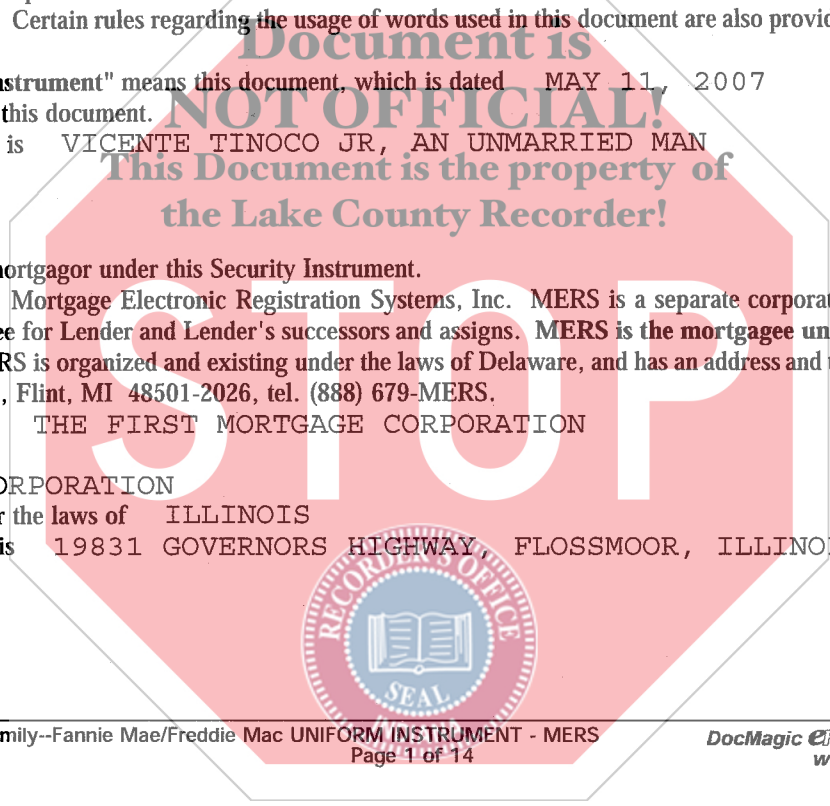 Certain rules regarding the usage of words used in this document are also provid
Document is
nstrument" means this document, which is dated MAY 11, 2007
this document.
NOT OFFICIAL!
is VICENTE TINOCO JR, AN UNMARRIED MAN
This Document is the property of
the Lake County Recorder!
ortgagor under this Security Instrument.
Mortgage Electronic Registration Systems, Inc. MERS is a separate corporat
ee for Lender and Lender's successors and assigns. MERS is the mortgagee un
RS is organized and existing under the laws of Delaware, and has an address and t
, Flint, MI 48501-2026, tel. (888) 679-MERS.
STOP
THE FIRST MORTGAGE CORPORATION
ORPORATION
r the laws of ILLINOIS
is 19831 GOVERNORS HIGHWAY, FLOSSMOOR, ILLINOI
RECORDER'S OFFICE
SEAL
INDIANA
mily--Fannie Mae/Freddie Mac UNIFORM INSTRUMENT - MERS
Page 1 of 14
DocMagic
w